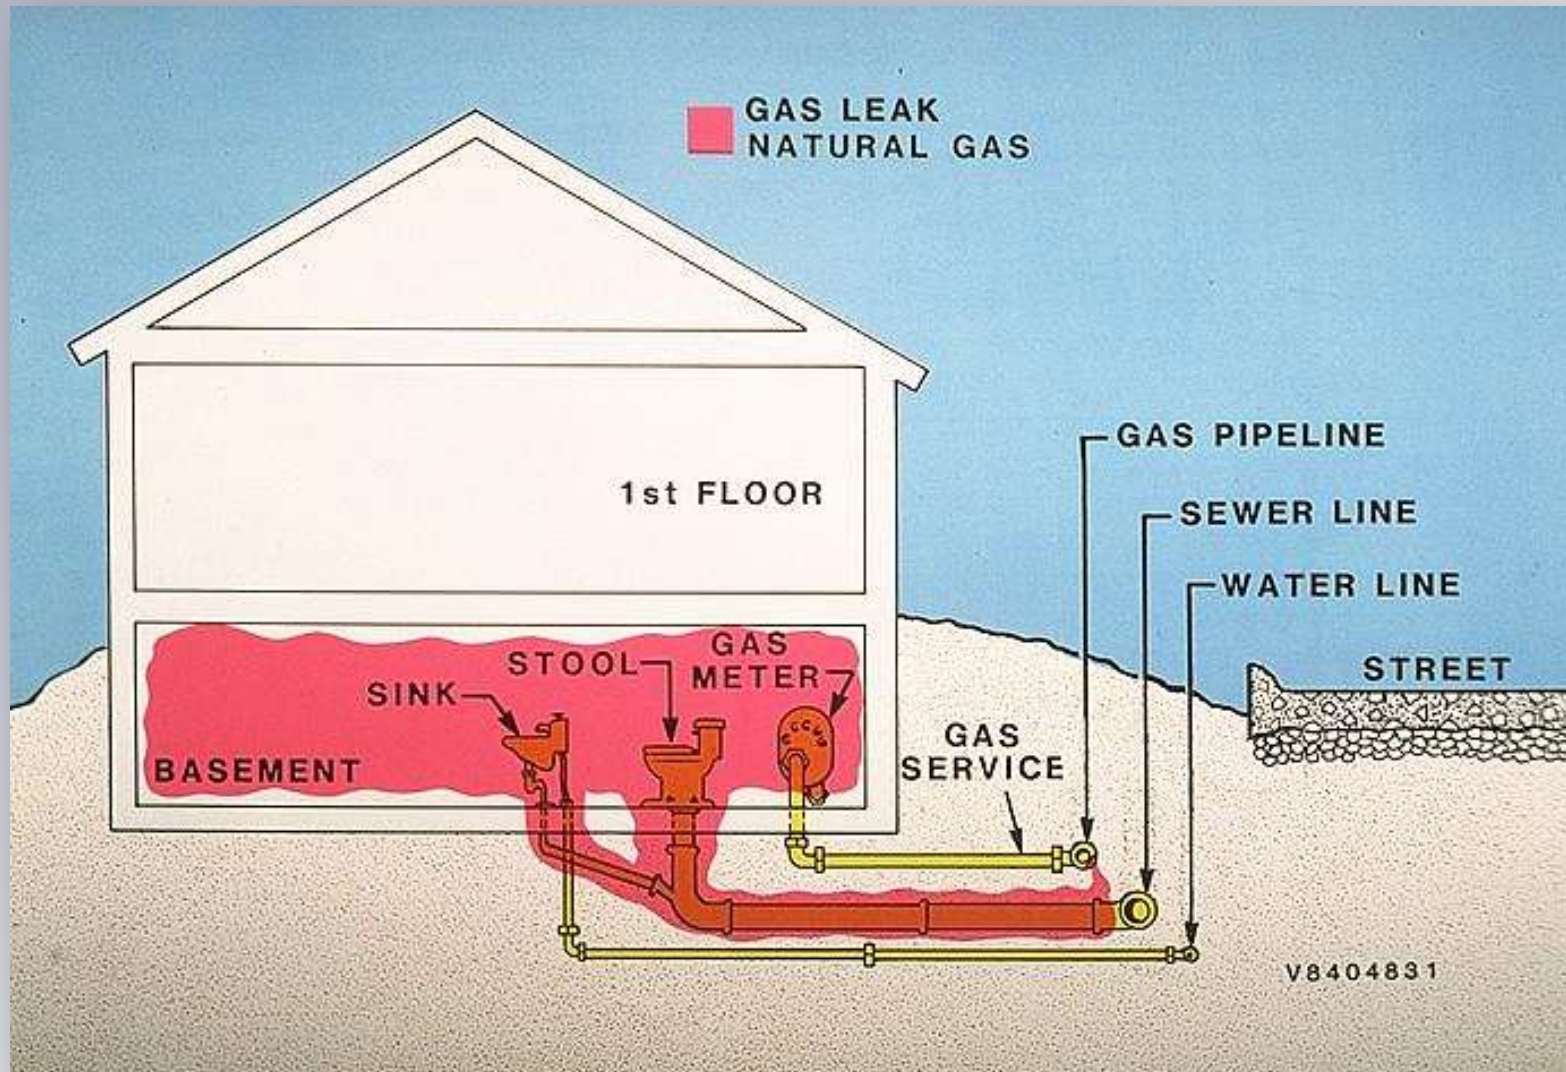 GAS LEAK
NATURAL GAS
GAS PIPELINE
1st FLOOR
SEWER LINE
WATER LINE
GAS
METER
STOOL
SINK
STREET
GAS
SERVICE
BASEMENT
V8404831